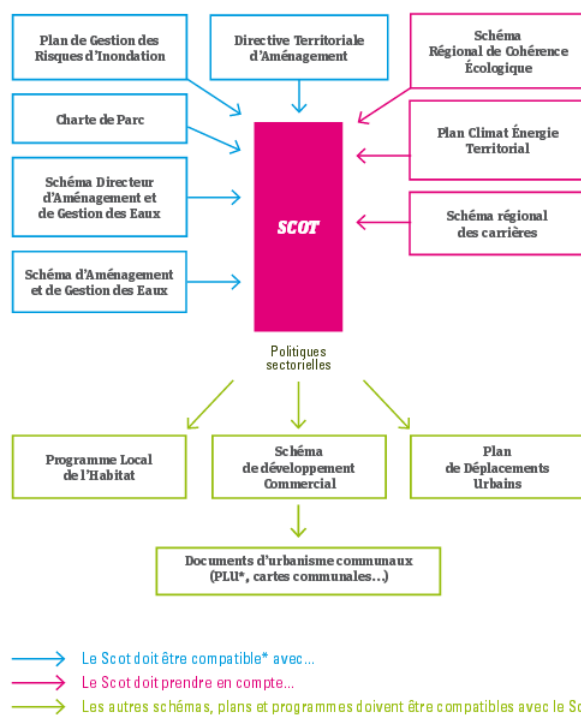 Plan de Gestion des
Risques d'Inondation
Directive Territoriale
d'Aménagement
Schéma
Régional de Cohérence
Écologique
Charte de Parc
Plan Climat Énergie
Territorial
Schéma Directeur
d'Aménagement et
de Gestion des Eaux
SCOT
Schéma régional
des carrières
Schéma d'Aménagement
et de Gestion des Eaux
Politiques
sectorielles
Programme Local
de l'Habitat
Schéma
de développement
Commercial
Plan
de Déplacements
Urbains
Documents d'urbanisme communaux
(PLU*, cartes communales...)
Le Scot doit être compatible* avec...
Le Scot doit prendre en compte...
Les autres schémas, plans et programmes doivent être compatibles avec le Sc